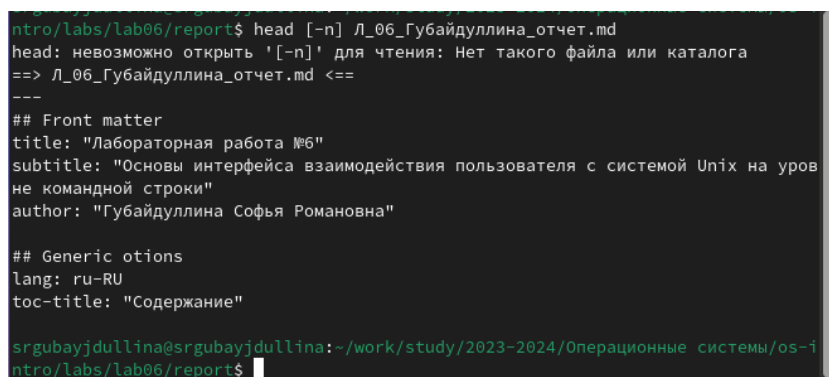 ntro/labs/lab06/report$ head [-n] Л_06_Губайдуллина_отчет.md
head: невозможно открыть '[-n]' для чтения: Нет такого файла или каталога
==> Л_06_Губайдуллина_отчет.md <==
---
## Front matter
title: "Лабораторная работа №6"
subtitle: "Основы интерфейса взаимодействия пользователя с системой Unix на уров
не командной строки"
author: "Губайдуллина Софья Романовна"
## Generic otions
lang: ru-RU
toc-title: "Содержание"
srgubayjdullina@srgubayjdullina:~/work/study/2023-2024/Операционные системы/os-i
ntro/labs/lab06/report$